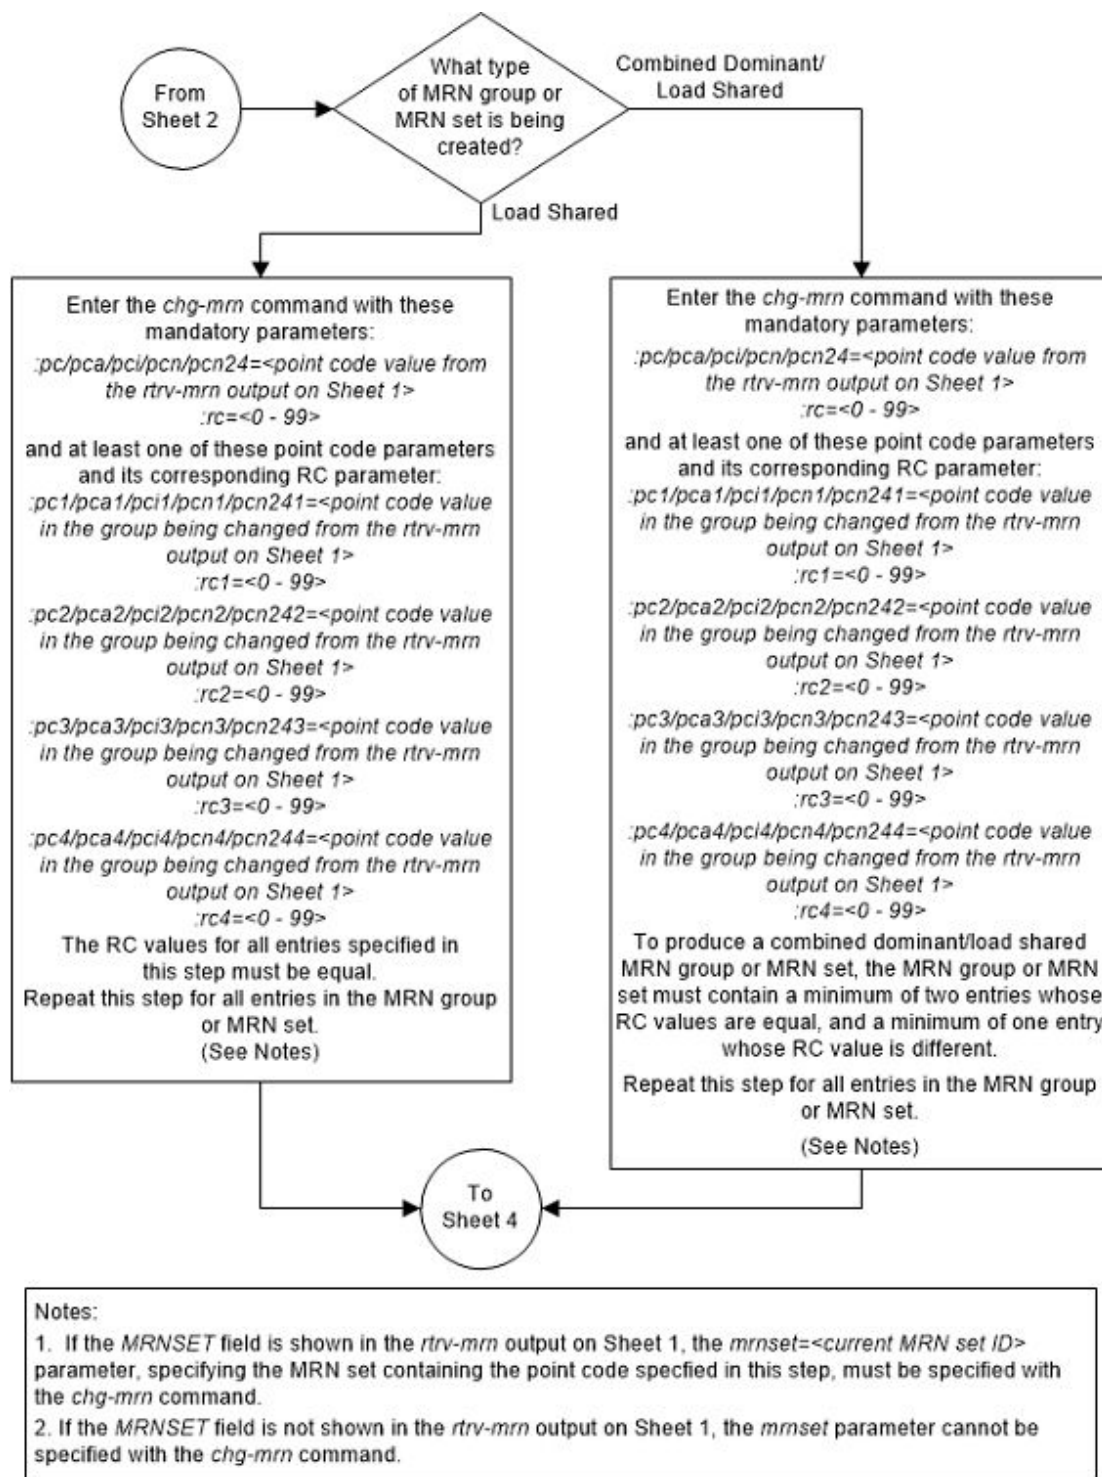 From
Sheet 2
What type
of MRN group or
MRN set is being
created?
Combined Dominant/
Load Shared
Load Shared
Enter the chg-mrn command with these
mandatory parameters:
:pc/pca/pci/pcn/pcn24=<point code value from
the rtrv-mrn output on Sheet 1>
:rc=<0 - 99>
and at least one of these point code parameters
and its corresponding RC parameter:
:pc1/pca1/pci1/pcn1/pcn241=<point code value
in the group being changed from the rtrv-mrn
output on Sheet 1>
:rc1=<0 - 99>
:pc2/pca2/pci2/pcn2/pcn242=<point code value
in the group being changed from the rtrv-mrn
output on Sheet 1>
:rc2=<0 - 99>
:pc3/pca3/pci3/pcn3/pcn243=<point code value
in the group being changed from the rtrv-mrn
output on Sheet 1>
:rc3=<0 - 99>
:pc4/pca4/pci4/pcn4/pcn244=<point code value
in the group being changed from the rtrv-mrn
output on Sheet 1>
:rc4=<0 - 99>
The RC values for all entries specified in
this step must be equal.
Repeat this step for all entries in the MRN group
or MRN set.
(See Notes)
Enter the chg-mrn command with these
mandatory parameters:
:pc/pca/pci/pcn/pcn24=<point code value from
the rtrv-mrn output on Sheet 1>
:rc=<0 - 99>
and at least one of these point code parameters
and its corresponding RC parameter:
:pc1/pca1/pci1/pcn1/pcn241=<point code value
in the group being changed from the rtrv-mrn
output on Sheet 1>
:rc1=<0 - 99>
:pc2/pca2/pci2/pcn2/pcn242=<point code value
in the group being changed from the rtrv-mrn
output on Sheet 1>
:rc2=<0 - 99>
:pc3/pca3/pci3/pcn3/pcn243=<point code value
in the group being changed from the rtrv-mrn
output on Sheet 1>
:rc3=<0 - 99>
:pc4/pca4/pci4/pcn4/pcn244=<point code value
in the group being changed from the rtrv-mrn
output on Sheet 1>
:rc4=<0 - 99>
To produce a combined dominant/load shared
MRN group or MRN set, the MRN group or MRN
set must contain a minimum of two entries whose
RC values are equal, and a minimum of one entry
whose RC value is different.
Repeat this step for all entries in the MRN group
or MRN set.
(See Notes)
To
Sheet 4
Notes:
1. If the MRNSET field is shown in the rtrv-mrn output on Sheet 1, the mrnset=<current MRN set ID>
parameter, specifying the MRN set containing the point code specfied in this step, must be specified with
the chg-mrn command.
2. If the MRNSET field is not shown in the rtrv-mrn output on Sheet 1, the mrnset parameter cannot be
specified with the chg-mrn command.